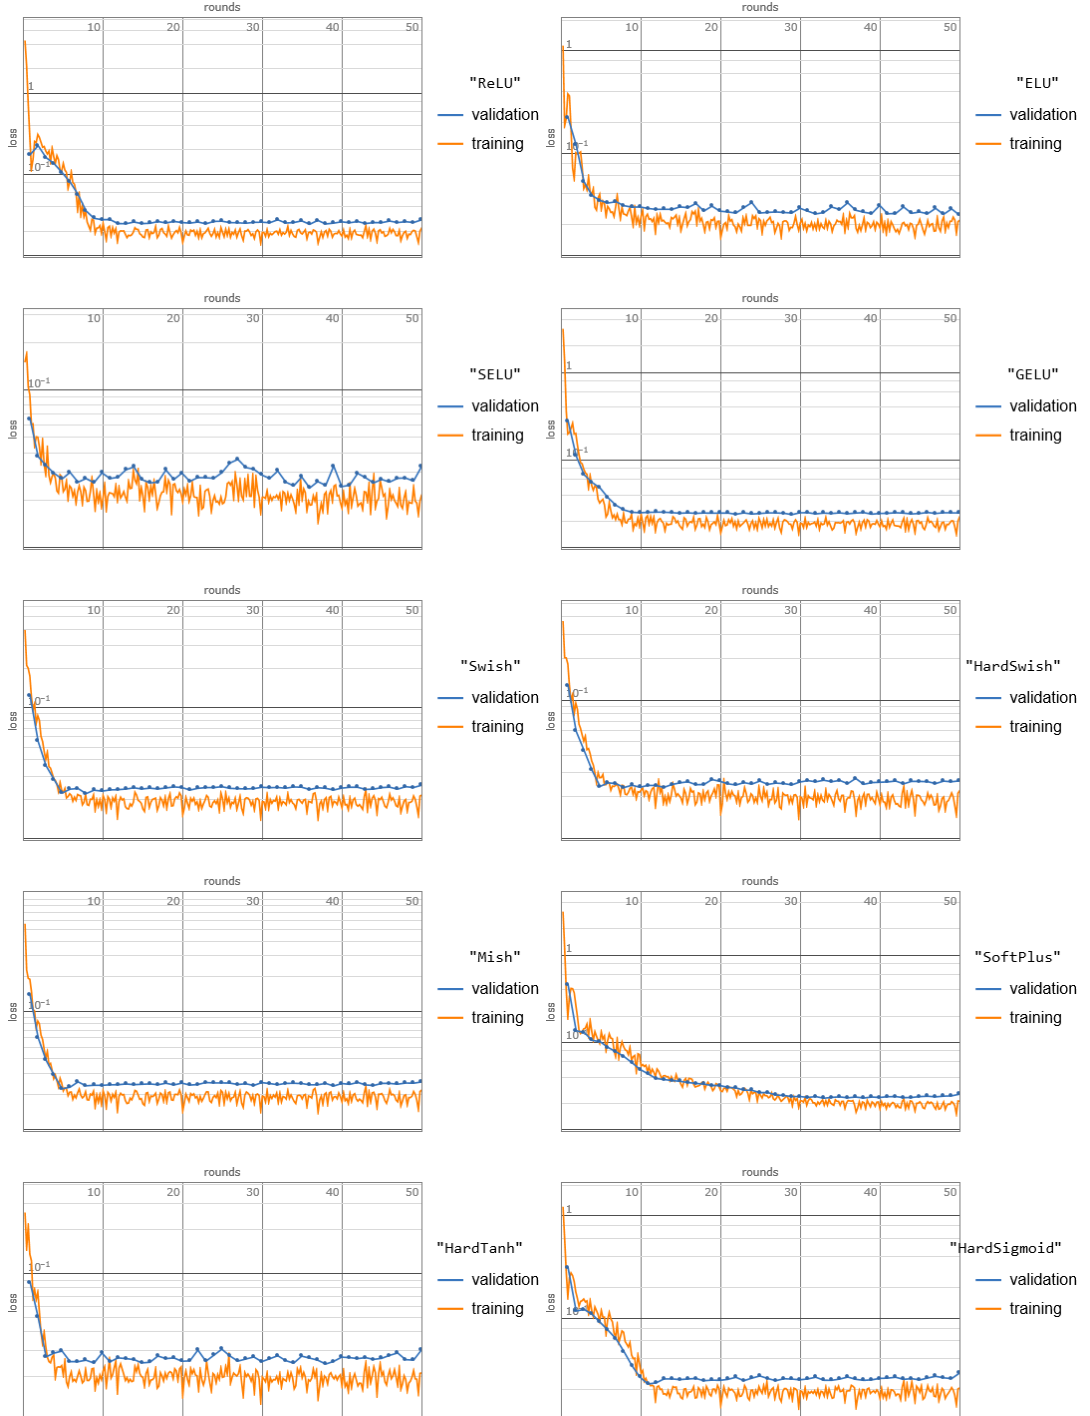 rounds
10 20 30 40 50
1
10⁻¹
loss
"ReLU"
validation
training
rounds
10 20 30 40 50
1
10⁻¹
loss
"ELU"
validation
training
rounds
10 20 30 40 50
10⁻¹
loss
"SELU"
validation
training
rounds
10 20 30 40 50
1
10⁻¹
loss
"GELU"
validation
training
rounds
10 20 30 40 50
10⁻¹
loss
"Swish"
validation
training
rounds
10 20 30 40 50
10⁻¹
loss
"HardSwish"
validation
training
rounds
10 20 30 40 50
10⁻¹
loss
"Mish"
validation
training
rounds
10 20 30 40 50
1
10
loss
"SoftPlus"
validation
training
rounds
10 20 30 40 50
10⁻¹
loss
"HardTanh"
validation
training
rounds
10 20 30 40 50
1
10
loss
"HardSigmoid"
validation
training